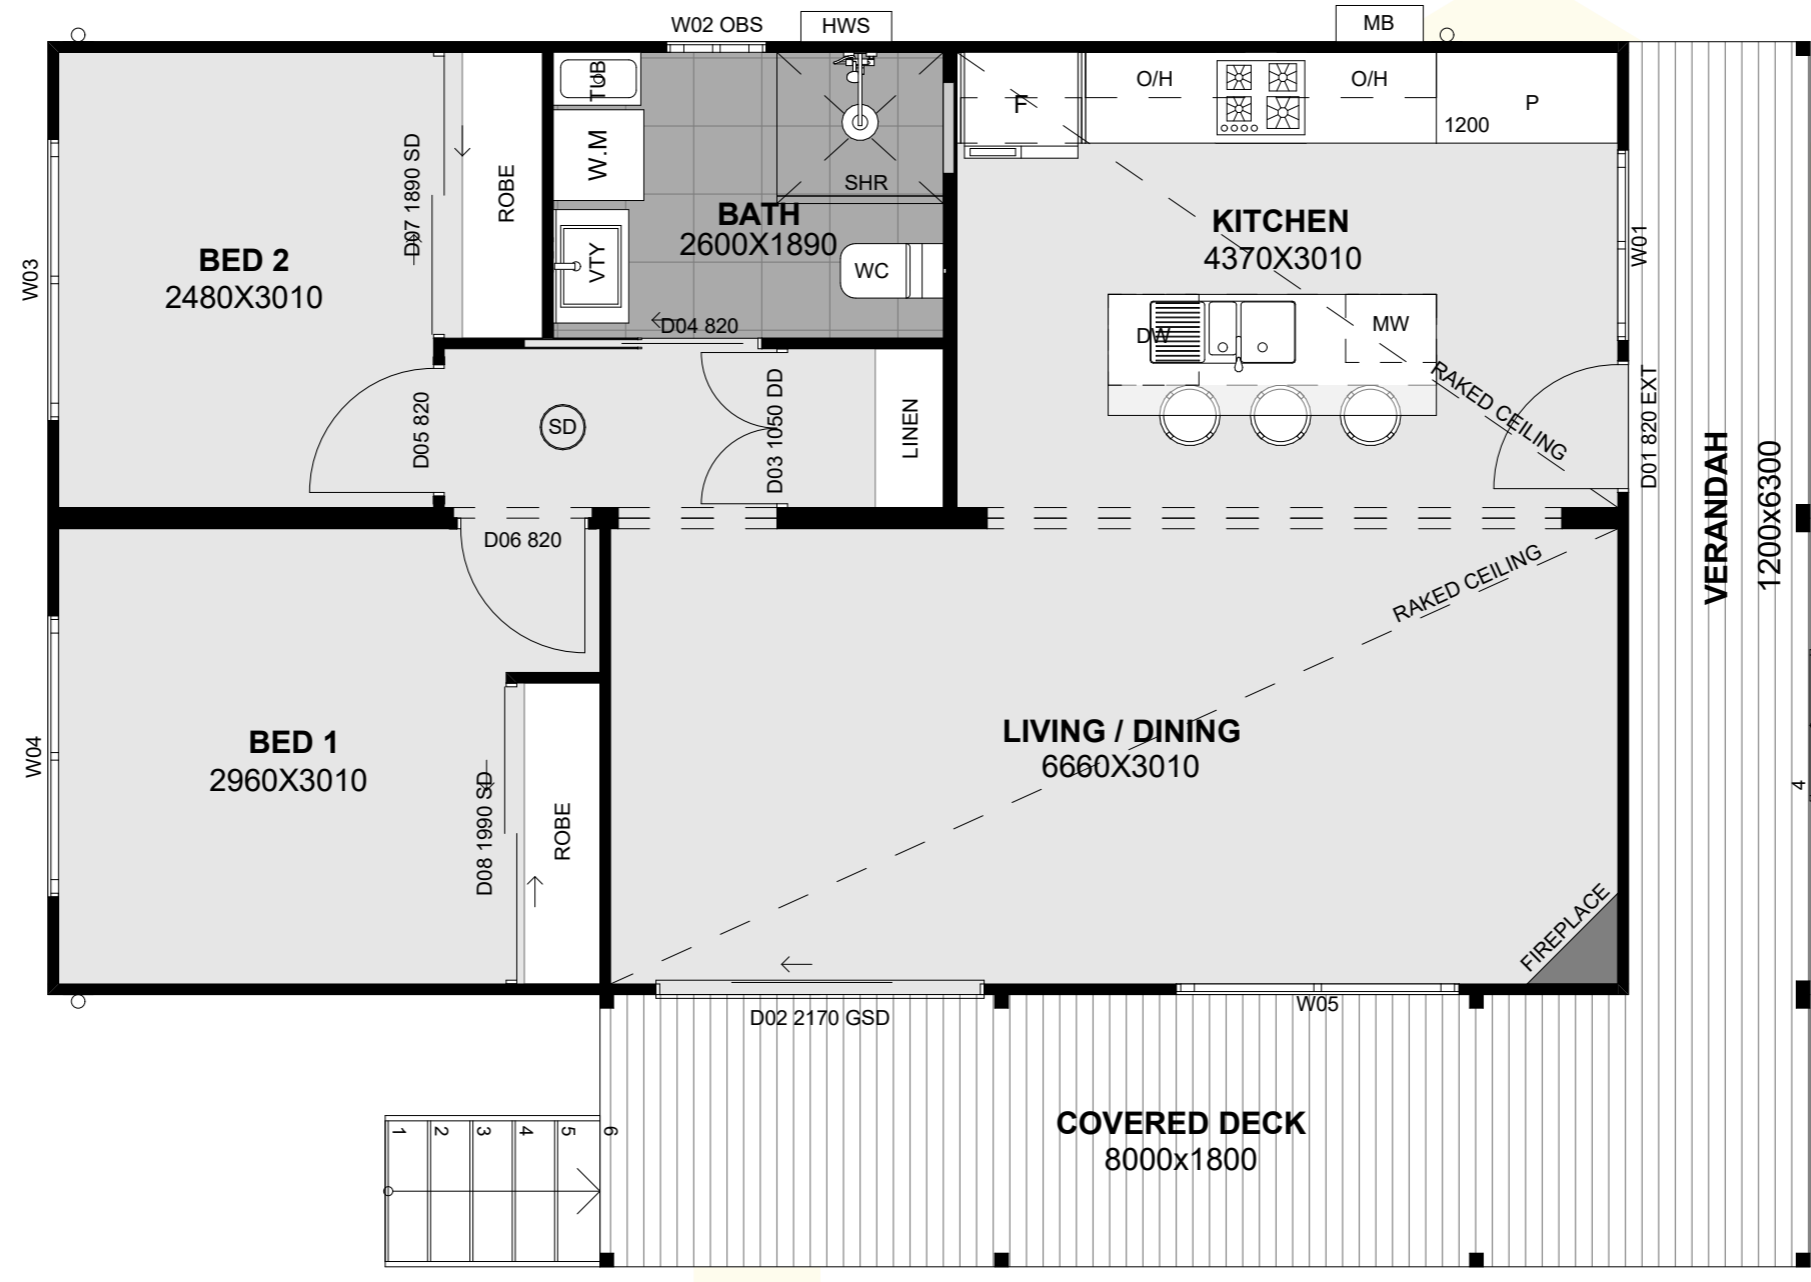 W02 OBS
HWS
MB
TUB
W.M
VTY
SHR
BATH
2600X1890
WC
D04 820
D07 1890 SD
ROBE
BED 2
2480X3010
W03
F
O/H
O/H
P
1200
KITCHEN
4370X3010
W01
DW
MW
RAKED CEILING
D01 820 EXT
D05 820
SD
D03 1050 DD
LINEN
VERANDAH
1200x6300
D06 820
RAKED CEILING
BED 1
2960X3010
W04
D08 1990 SD
ROBE
LIVING / DINING
6660X3010
4
FIREPLACE
D02 2170 GSD
W05
1
2
3
4
5
6
COVERED DECK
8000x1800